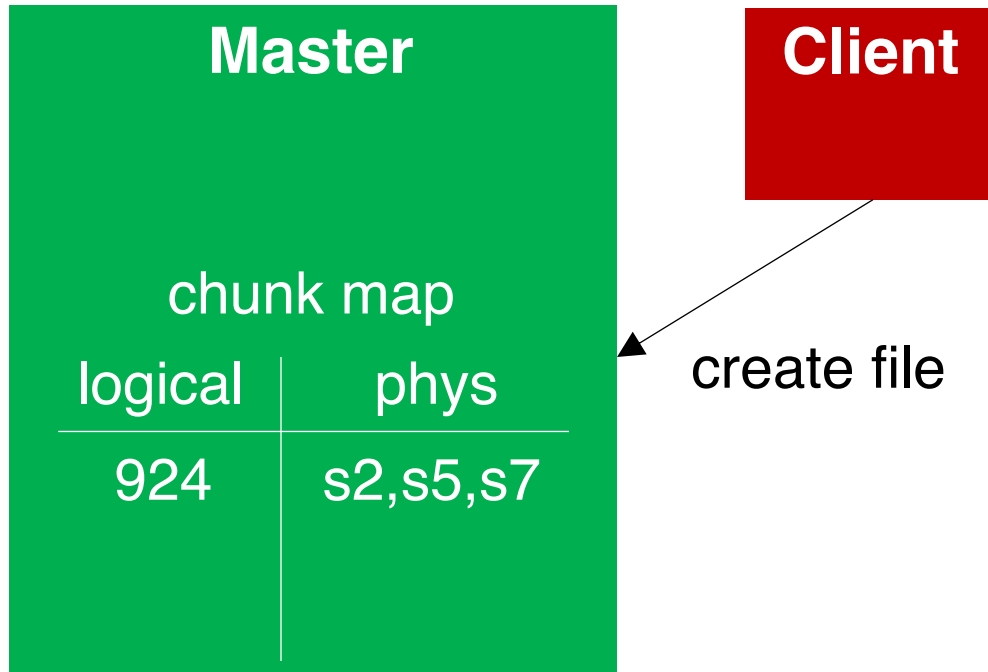 Master
Client
chunk map
create file
logical phys
924 s2,s5,s7